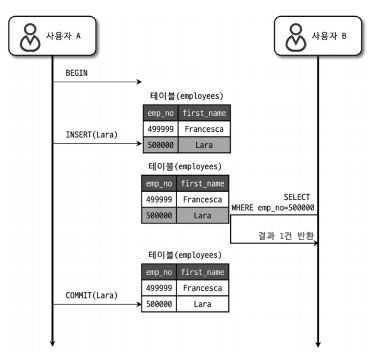 사용자 A
사용자 B
BEGIN
테이블(employees)
emp_no first_name
499999 Francesca
INSERT(Lara)
500000 Lara
테이블(employees)
emp_no first_name
499999 Francesca
500000 Lara
SELECT
WHERE emp_no=500000
결과 1건 반환
테이블(employees)
emp_no first_name
499999 Francesca
COMMIT(Lara)
500000 Lara